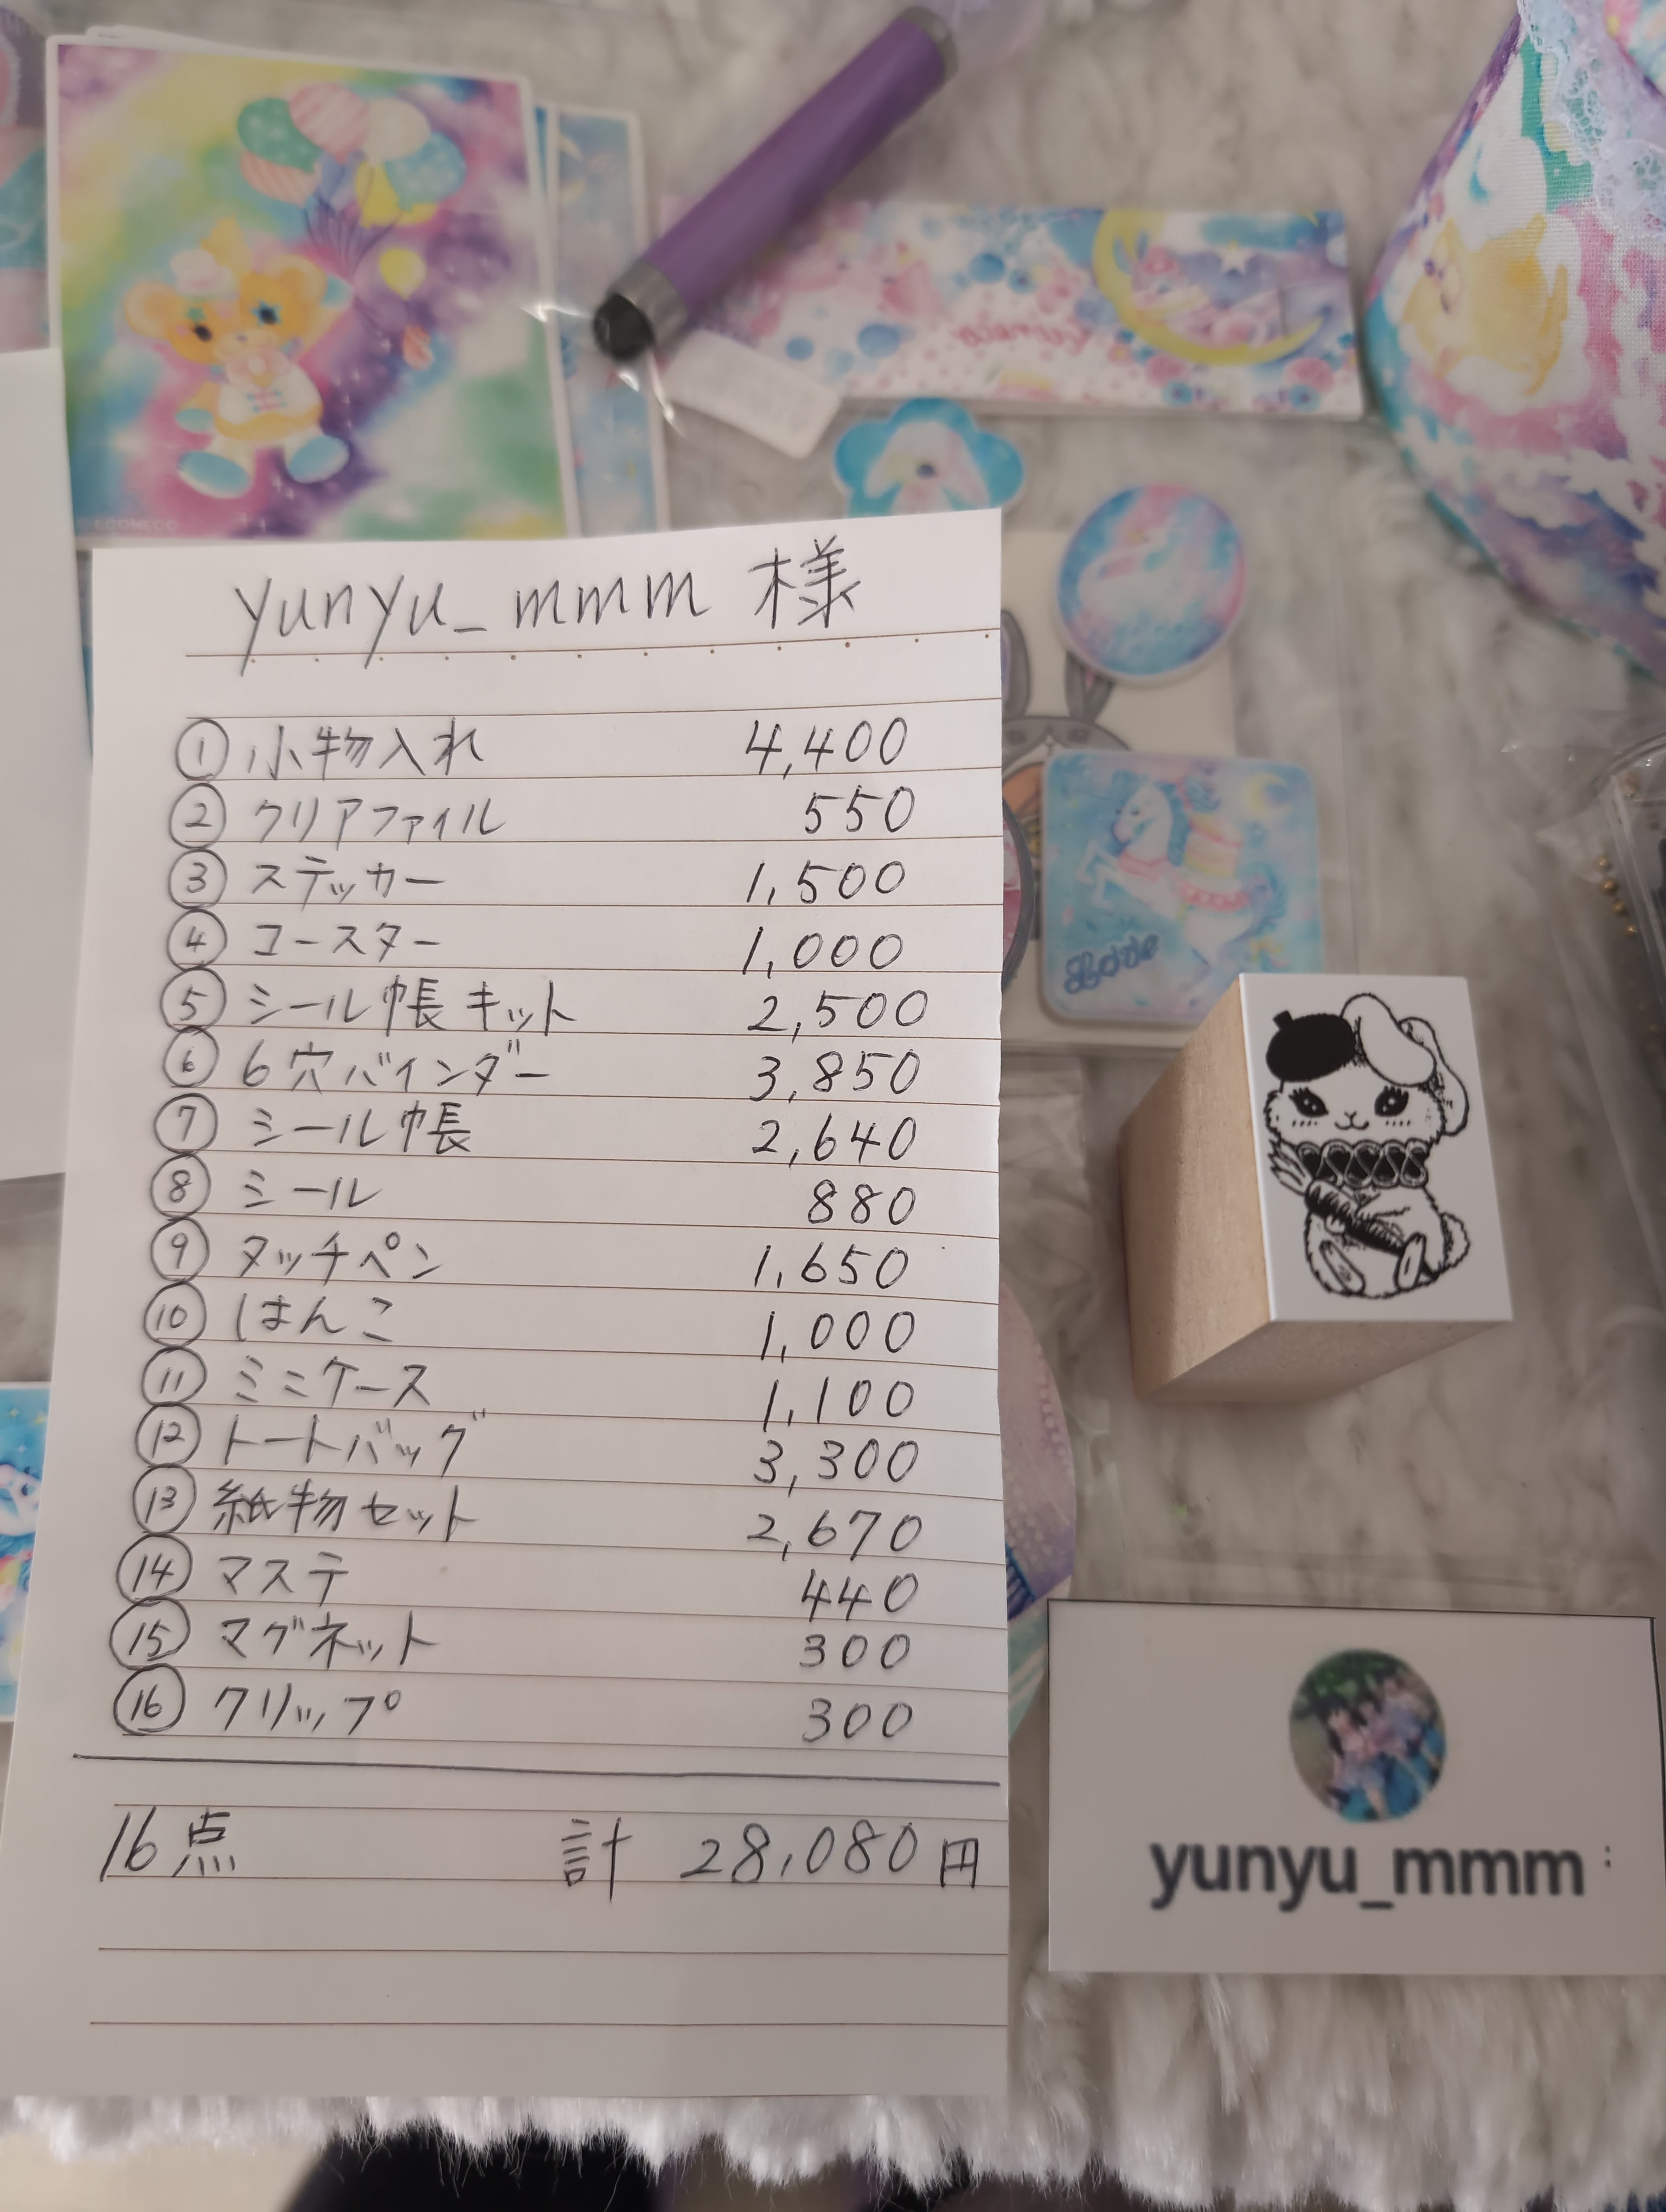 yunyu_mmm 様
① 小物入れ 4,400
② クリアファイル 550
③ ステッカー 1,500
④ コースター 1,000
⑤ シール帳キット 2,500
⑥ 6穴バインダー 3,850
⑦ シール帳 2,640
⑧ シール 880
⑨ タッチペン 1,650
⑩ はんこ 1,000
⑪ ミニケース 1,100
⑫ トートバッグ 3,300
⑬ 紙物セット 2,670
⑭ マステ 440
⑮ マグネット 300
⑯ クリップ 300
16点 計 28,080円
Love
yunyu_mmm